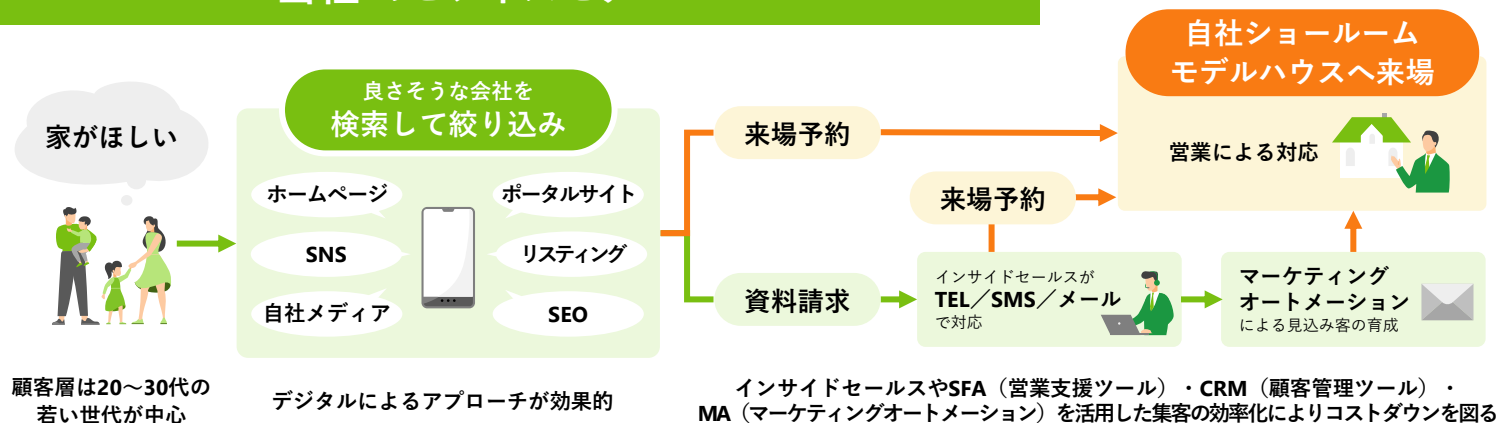 家がほしい
顧客層は20〜30代の
若い世代が中心
良さそうな会社を
検索して絞り込み
ホームページ
SNS
自社メディア
ポータルサイト
リスティング
SEO
デジタルによるアプローチが効果的
来場予約
資料請求
来場予約
インサイドセールスが
TEL／SMS／メール
で対応
マーケティング
オートメーション
による見込み客の育成
自社ショールーム
モデルハウスへ来場
営業による対応
インサイドセールスやSFA（営業支援ツール）・CRM（顧客管理ツール）・
MA（マーケティングオートメーション）を活用した集客の効率化によりコストダウンを図る